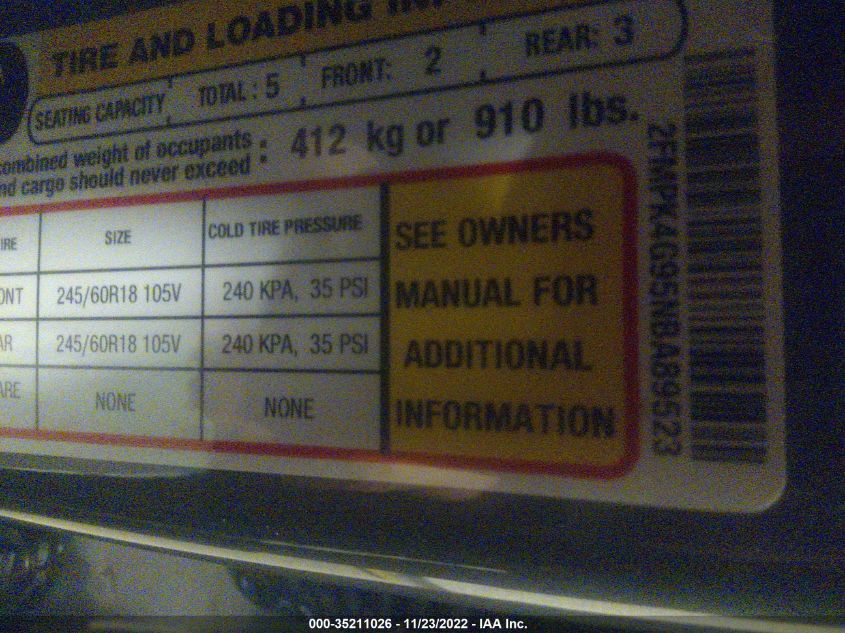 TIRE AND LOADING
SEATING CAPACITY TOTAL : 5 FRONT: 2 REAR: 3
combined weight of occupants
and cargo should never exceed : 412 kg or 910 lbs.
IRE SIZE COLD TIRE PRESSURE
ONT 245/60R18 105V 240 KPA, 35 PSI
AR 245/60R18 105V 240 KPA, 35 PSI
ARE NONE NONE
SEE OWNERS
MANUAL FOR
ADDITIONAL
INFORMATION
2FMPK4G95NBA89523
000-35211026 - 11/23/2022 - IAA Inc.